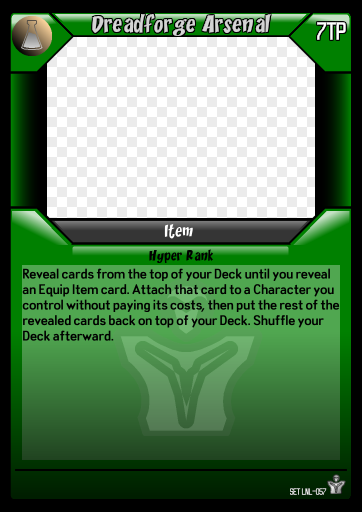 Dreadforge Arsenal
7TP
Item
Hyper Rank
Reveal cards from the top of your Deck until you reveal
an Equip Item card. Attach that card to a Character you
control without paying its costs, then put the rest of the
revealed cards back on top of your Deck. Shuffle your
Deck afterward.
SET LNL-057